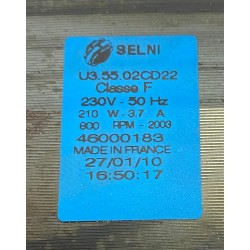 SELNI
U3.55.02CD22
Classe F
230V - 50 Hz
210 W - 3.7 A
800 RPM - 2003
46000183
MADE IN FRANCE
27/01/10
16:50:17